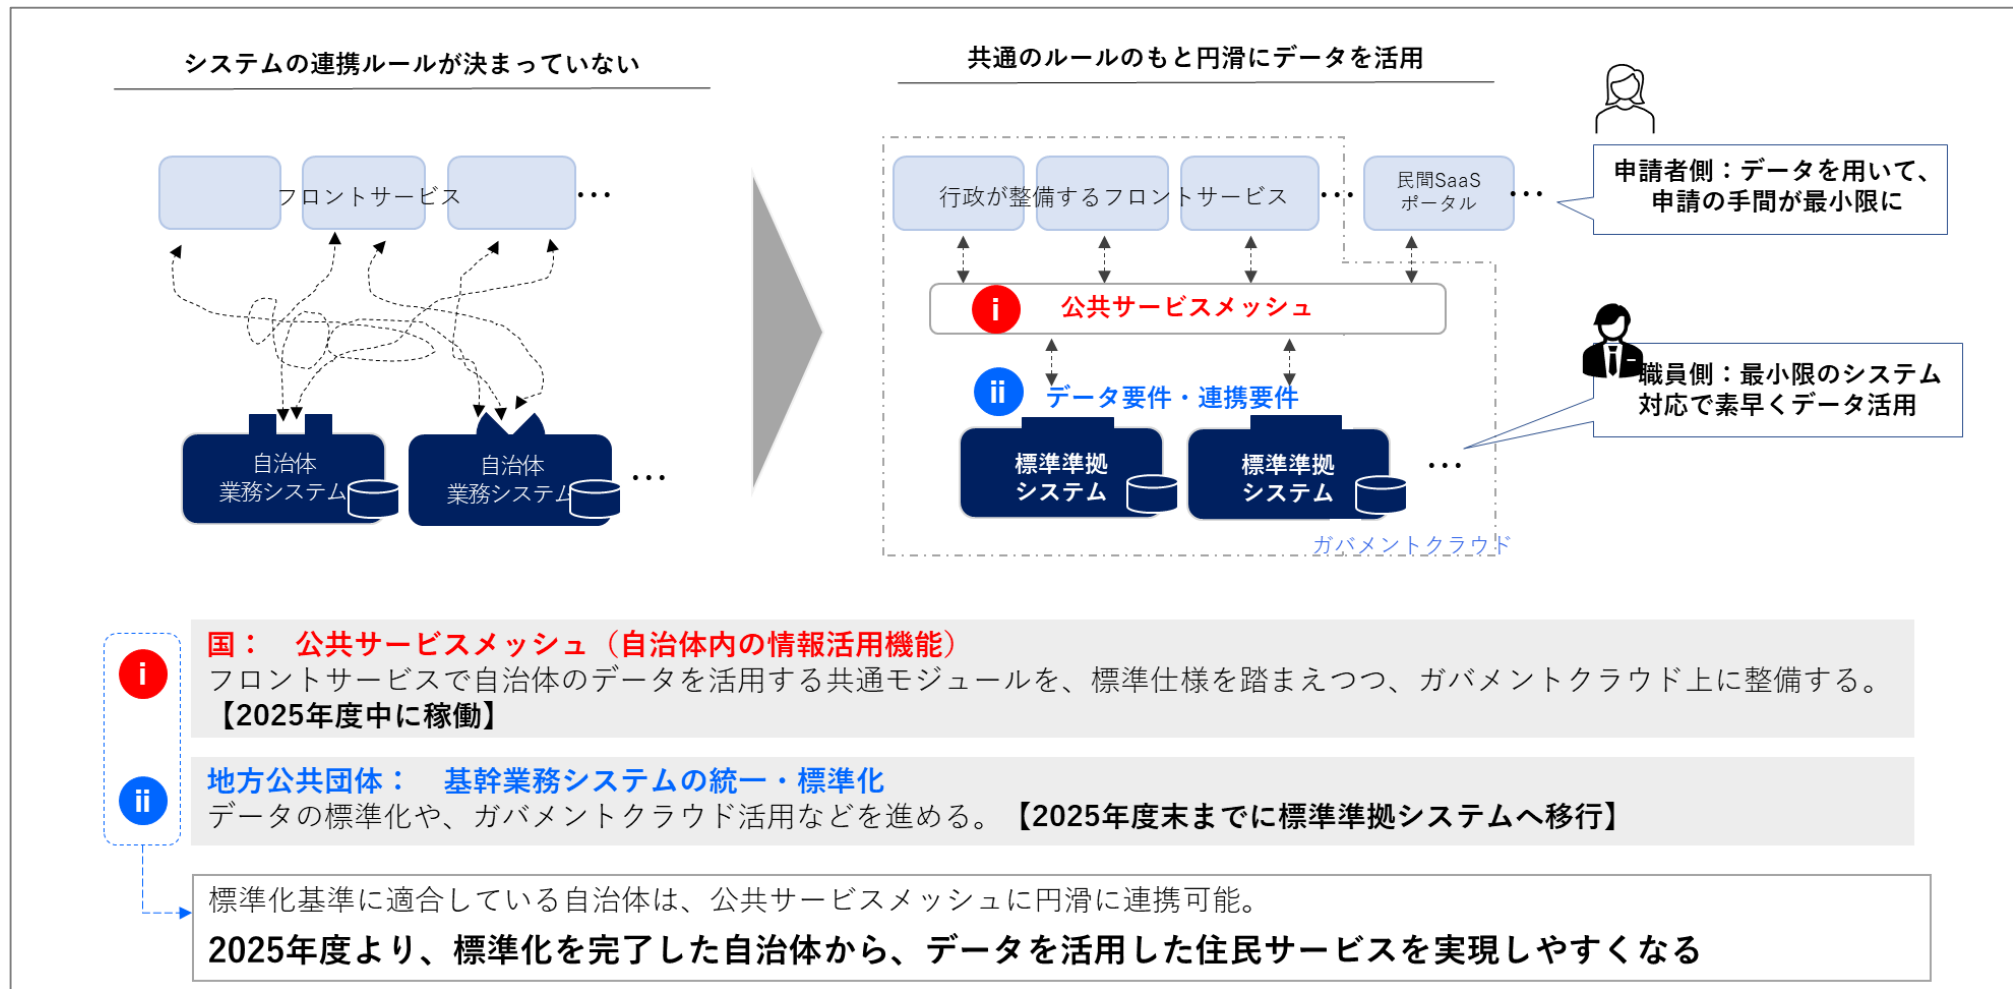 システムの連携ルールが決まっていない
フロントサービス
・・・
自治体
業務システム
自治体
業務システム
・・・
共通のルールのもと円滑にデータを活用
行政が整備するフロントサービス
・・・
民間SaaS
ポータル
・・・
i
公共サービスメッシュ
ii
データ要件・連携要件
標準準拠
システム
標準準拠
システム
・・・
ガバメントクラウド
申請者側：データを用いて、
申請の手間が最小限に
職員側：最小限のシステム
対応で素早くデータ活用
i
国：　公共サービスメッシュ（自治体内の情報活用機能）
フロントサービスで自治体のデータを活用する共通モジュールを、標準仕様を踏まえつつ、ガバメントクラウド上に整備する。
【2025年度中に稼働】
ii
地方公共団体：　基幹業務システムの統一・標準化
データの標準化や、ガバメントクラウド活用などを進める。【2025年度末までに標準準拠システムへ移行】
標準化基準に適合している自治体は、公共サービスメッシュに円滑に連携可能。
2025年度より、標準化を完了した自治体から、データを活用した住民サービスを実現しやすくなる